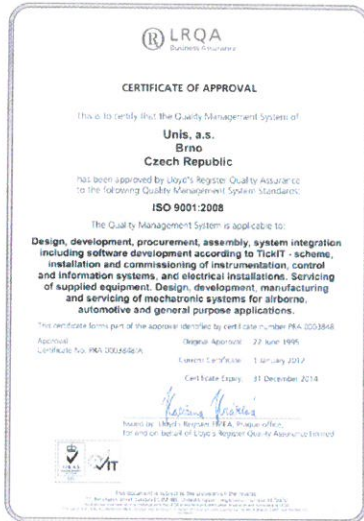 LRQA
Business Assurance
CERTIFICATE OF APPROVAL
This is to certify that the Quality Management System of:
Unis, a.s.
Brno
Czech Republic
has been approved by Lloyd's Register Quality Assurance
to the following Quality Management System Standards:
ISO 9001:2008
The Quality Management System is applicable to:
Design, development, procurement, assembly, system integration
including software development according to TickIT - scheme,
installation and commissioning of instrumentation, control
and information systems, and electrical installations. Servicing
of supplied equipment. Design, development, manufacturing
and servicing of mechatronic systems for airborne,
automotive and general purpose applications.
This certificate forms part of the approval identified by certificate number PRA 0003848
Approval Original Approval: 22 June 1995
Certificate No: PRA 0003848/A
Current Certificate: 1 January 2012
Certificate Expiry: 31 December 2014
Issued by: Lloyd's Register EMEA, Prague office,
for and on behalf of Lloyd's Register Quality Assurance Limited
UKAS
IT